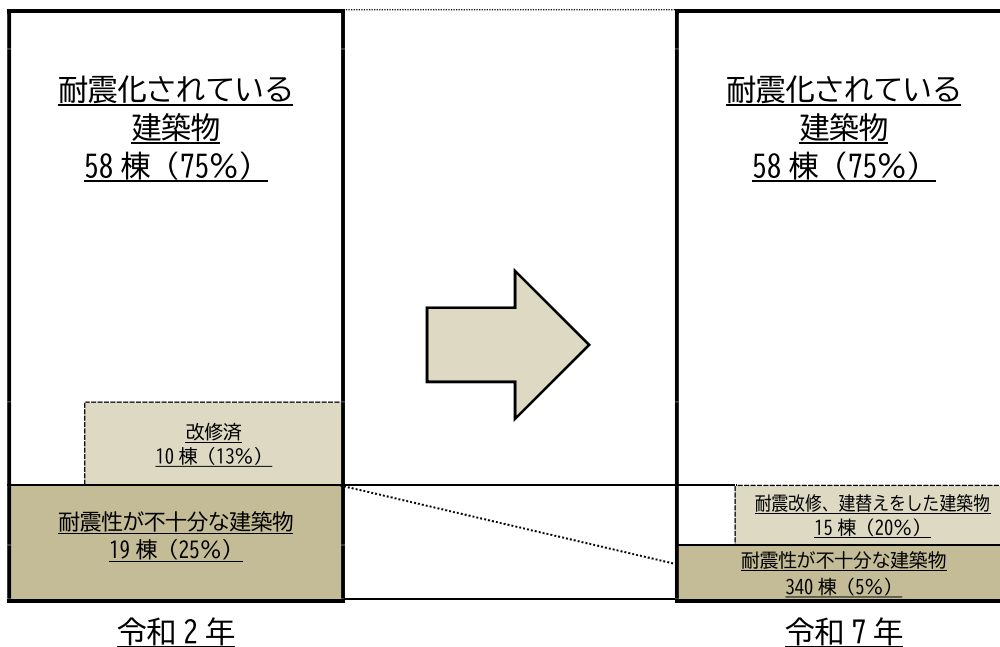 耐震化されている
建築物
58 棟（75%）
改修済
10 棟（13%）
耐震性が不十分な建築物
19 棟（25%）
令和 2 年
耐震化されている
建築物
58 棟（75%）
耐震改修、建替えをした建築物
15 棟（20%）
耐震性が不十分な建築物
340 棟（5%）
令和 7 年